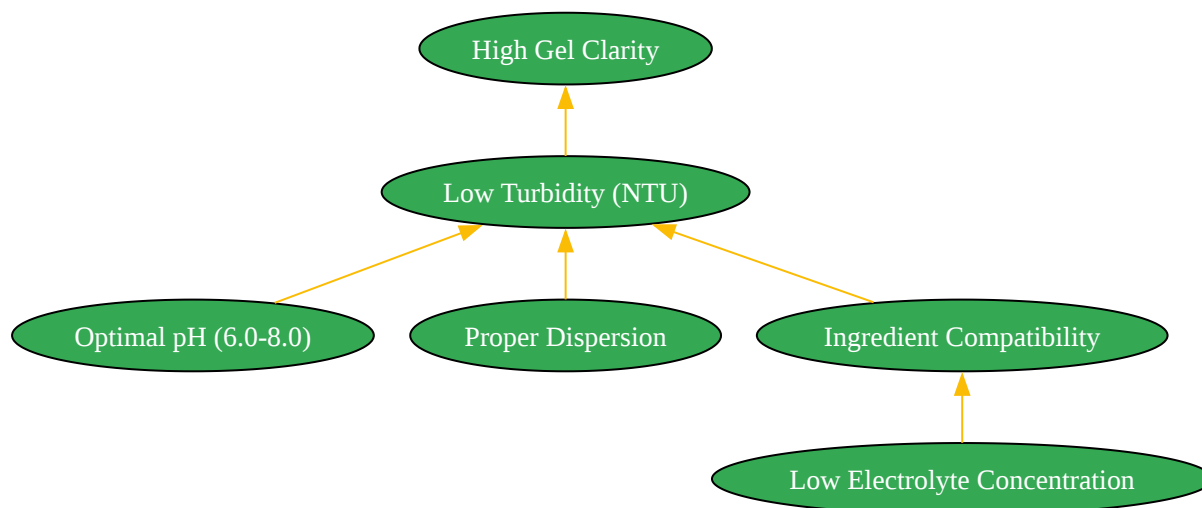 High Gel Clarity
Low Turbidity (NTU)
Optimal pH (6.0-8.0)
Proper Dispersion
Ingredient Compatibility
Low Electrolyte Concentration